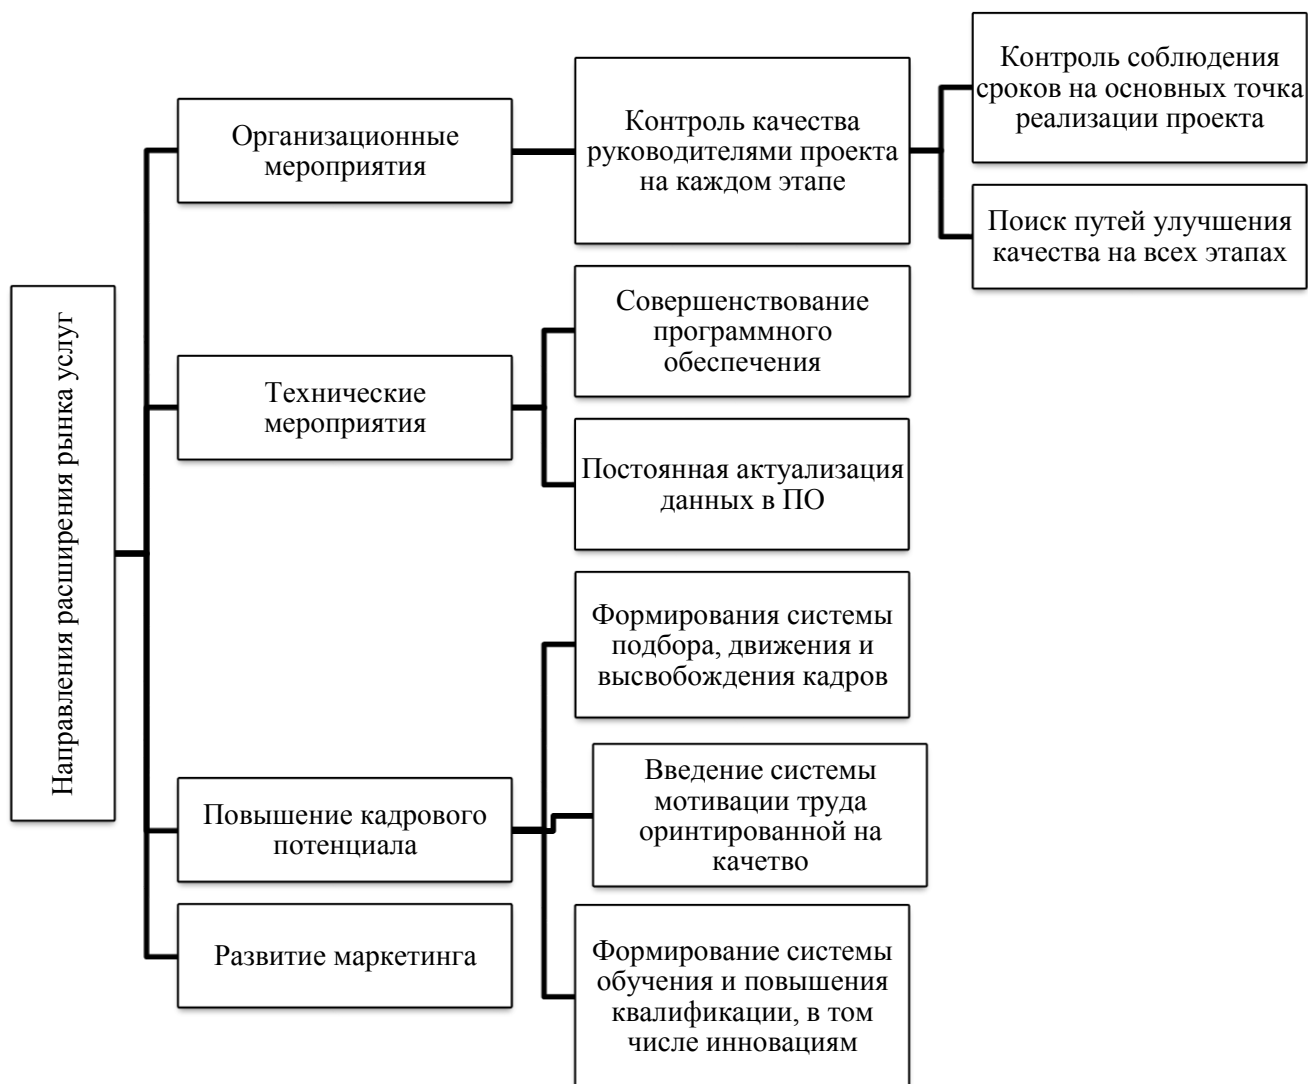 Направления расширения рынка услуг
Организационные
мероприятия
Контроль качества
руководителями проекта
на каждом этапе
Контроль соблюдения
сроков на основных точка
реализации проекта
Поиск путей улучшения
качества на всех этапах
Технические
мероприятия
Совершенствование
программного
обеспечения
Постоянная актуализация
данных в ПО
Повышение кадрового
потенциала
Формирования системы
подбора, движения и
высвобождения кадров
Введение системы
мотивации труда
оринтированной на
качетво
Формирование системы
обучения и повышения
квалификации, в том
числе инновациям
Развитие маркетинга